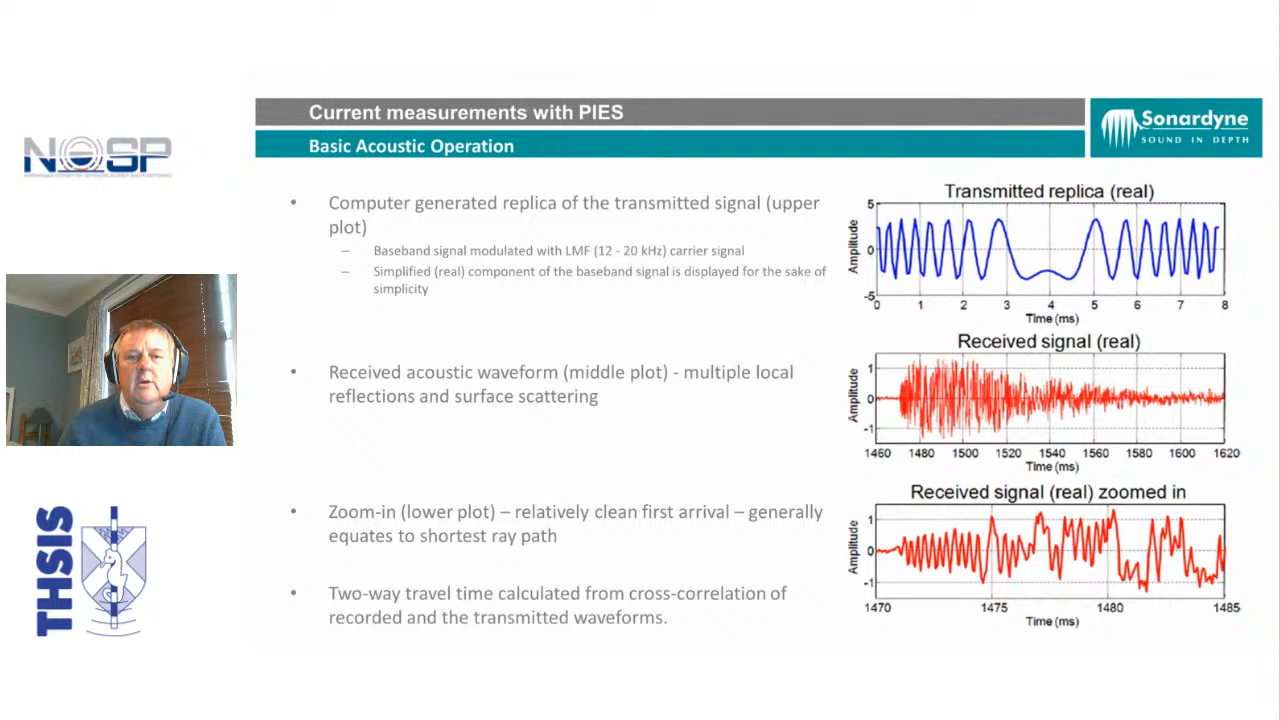 Current measurements with PIES
Basic Acoustic Operation
Sonardyne
SOUND IN DEPTH
NOSP
THSIS
• Computer generated replica of the transmitted signal (upper
plot)
– Baseband signal modulated with LMF (12 - 20 kHz) carrier signal
– Simplified (real) component of the baseband signal is displayed for the sake of
simplicity
• Received acoustic waveform (middle plot) - multiple local
reflections and surface scattering
• Zoom-in (lower plot) – relatively clean first arrival – generally
equates to shortest ray path
• Two-way travel time calculated from cross-correlation of
recorded and the transmitted waveforms.
Transmitted replica (real)
Amplitude
5
0
-5
0 1 2 3 4 5 6 7 8
Time (ms)
Received signal (real)
Amplitude
1
0
-1
1460 1480 1500 1520 1540 1560 1580 1600 1620
Time (ms)
Received signal (real) zoomed in
Amplitude
1
0
-1
1470 1475 1480 1485
Time (ms)